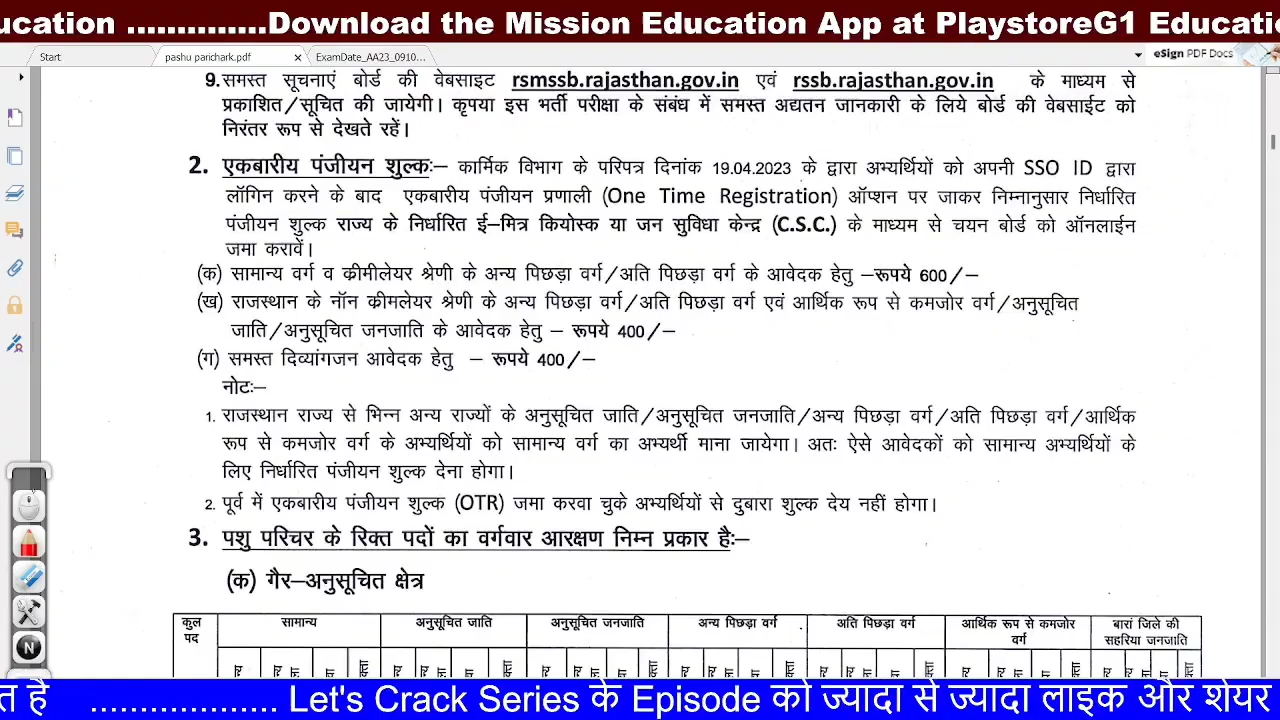 ucation ..............Download the Mission Education App at PlaystoreG1 Educatio
Start
pashu parichark.pdf
ExamDate_AA23_0910...
eSign PDF Docs
9. समस्त सूचनाएं बोर्ड की वेबसाइट rsmssb.rajasthan.gov.in एवं rssb.rajasthan.gov.in के माध्यम से
प्रकाशित/सूचित की जायेगी। कृपया इस भर्ती परीक्षा के संबंध में समस्त अद्यतन जानकारी के लिये बोर्ड की वेबसाईट को
निरंतर रूप से देखते रहें।
2. एकबारीय पंजीयन शुल्कः– कार्मिक विभाग के परिपत्र दिनांक 19.04.2023 के द्वारा अभ्यर्थियों को अपनी SSO ID द्वारा
लॉगिन करने के बाद एकबारीय पंजीयन प्रणाली (One Time Registration) ऑप्शन पर जाकर निम्नानुसार निर्धारित
पंजीयन शुल्क राज्य के निर्धारित ई–मित्र कियोस्क या जन सुविधा केन्द्र (C.S.C.) के माध्यम से चयन बोर्ड को ऑनलाईन
जमा करावें।
(क) सामान्य वर्ग व क्रीमीलेयर श्रेणी के अन्य पिछड़ा वर्ग/अति पिछड़ा वर्ग के आवेदक हेतु –रूपये 600/–
(ख) राजस्थान के नॉन क्रीमलेयर श्रेणी के अन्य पिछड़ा वर्ग/अति पिछड़ा वर्ग एवं आर्थिक रूप से कमजोर वर्ग/अनुसूचित
जाति/अनुसूचित जनजाति के आवेदक हेतु – रूपये 400/–
(ग) समस्त दिव्यांगजन आवेदक हेतु – रूपये 400/–
नोटः–
1. राजस्थान राज्य से भिन्न अन्य राज्यों के अनुसूचित जाति/अनुसूचित जनजाति/अन्य पिछड़ा वर्ग/अति पिछड़ा वर्ग/आर्थिक
रूप से कमजोर वर्ग के अभ्यर्थियों को सामान्य वर्ग का अभ्यर्थी माना जायेगा। अतः ऐसे आवेदकों को सामान्य अभ्यर्थियों के
लिए निर्धारित पंजीयन शुल्क देना होगा।
2. पूर्व में एकबारीय पंजीयन शुल्क (OTR) जमा करवा चुके अभ्यर्थियों से दुबारा शुल्क देय नहीं होगा।
3. पशु परिचर के रिक्त पदों का वर्गवार आरक्षण निम्न प्रकार हैः–
(क) गैर–अनुसूचित क्षेत्र
कुल पद सामान्य अनुसूचित जाति अनुसूचित जनजाति अन्य पिछड़ा वर्ग अति पिछड़ा वर्ग आर्थिक रूप से कमजोर वर्ग बारां जिले की सहरिया जनजाति
N
त है ................... Let's Crack Series के Episode को ज्यादा से ज्यादा लाइक और शेयर